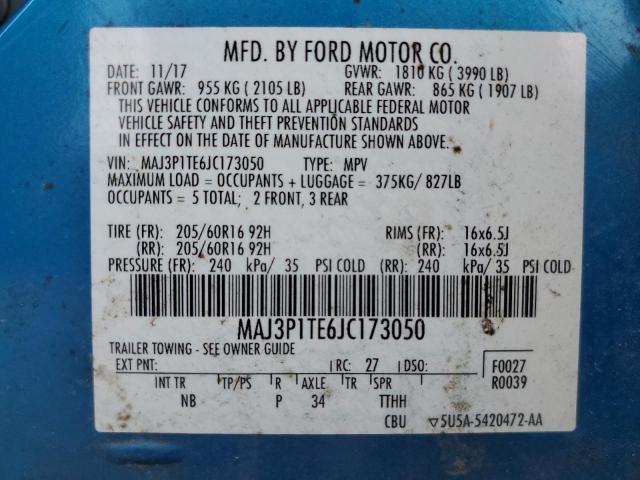 MFD. BY FORD MOTOR CO.
DATE: 11/17 GVWR: 1810 KG ( 3990 LB)
FRONT GAWR: 955 KG ( 2105 LB) REAR GAWR: 865 KG ( 1907 LB)
THIS VEHICLE CONFORMS TO ALL APPLICABLE FEDERAL MOTOR
VEHICLE SAFETY AND THEFT PREVENTION STANDARDS
IN EFFECT ON THE DATE OF MANUFACTURE SHOWN ABOVE.
VIN: MAJ3P1TE6JC173050 TYPE: MPV
MAXIMUM LOAD = OCCUPANTS + LUGGAGE = 375KG/ 827LB
OCCUPANTS = 5 TOTAL; 2 FRONT, 3 REAR
TIRE (FR): 205/60R16 92H RIMS (FR): 16x6.5J
(RR): 205/60R16 92H (RR): 16x6.5J
PRESSURE (FR): 240 kPa/ 35 PSI COLD (RR): 240 kPa/ 35 PSI COLD
MAJ3P1TE6JC173050
TRAILER TOWING - SEE OWNER GUIDE
EXT PNT: RC: 27 DSO: F0027
R0039
INT TR TP/PS R AXLE TR SPR
NB P 34 TTHH
CBU ▽5U5A-5420472-AA